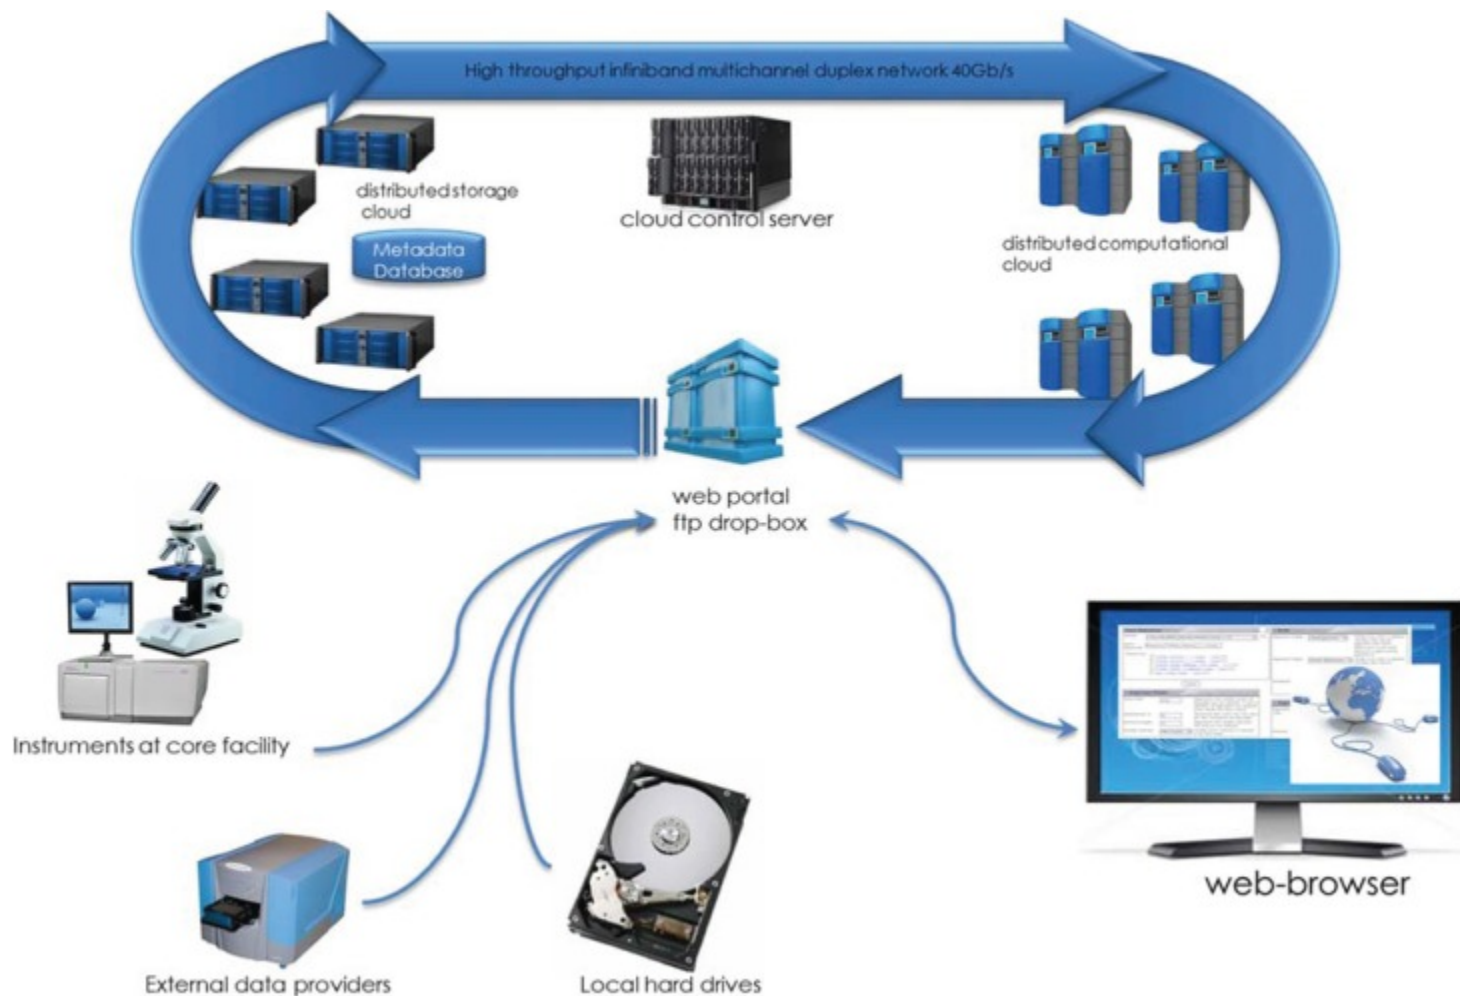 High throughput infiniband multichannel duplex network 40Gb/s
distributed storage
cloud
Metadata
Database
cloud control server
distributed computational
cloud
web portal
ftp drop-box
Instruments at core facility
External data providers
Local hard drives
web-browser